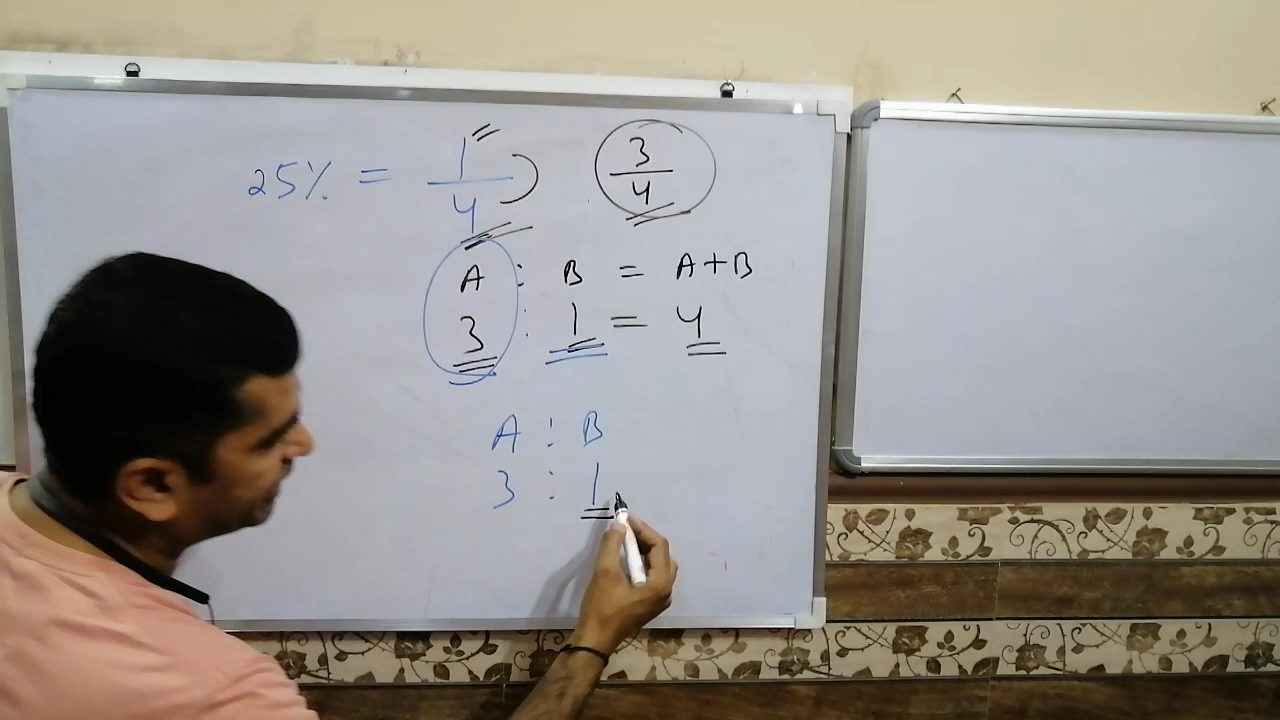 25% = 1/4 3/4
A : B = A+B
3 : 1 = 4
A : B
3 : 1